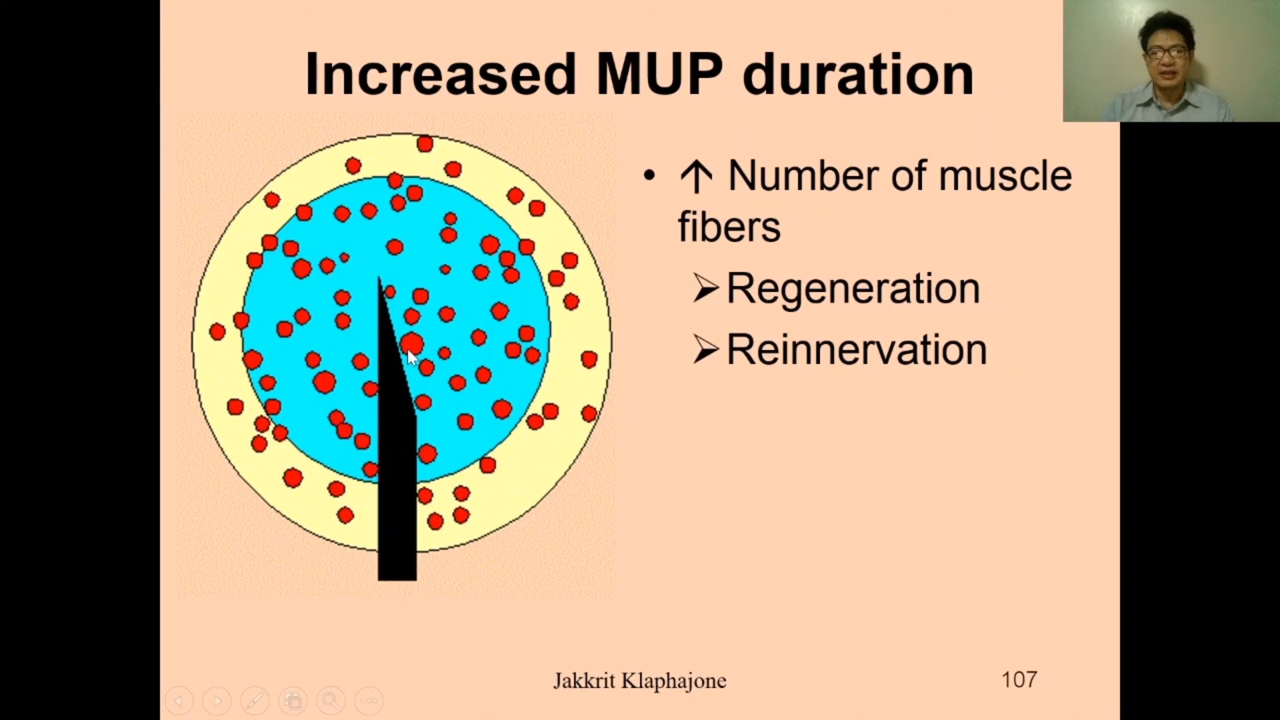 Increased MUP duration
• ↑ Number of muscle
fibers
➢ Regeneration
➢ Reinnervation
Jakkrit Klaphajone
107